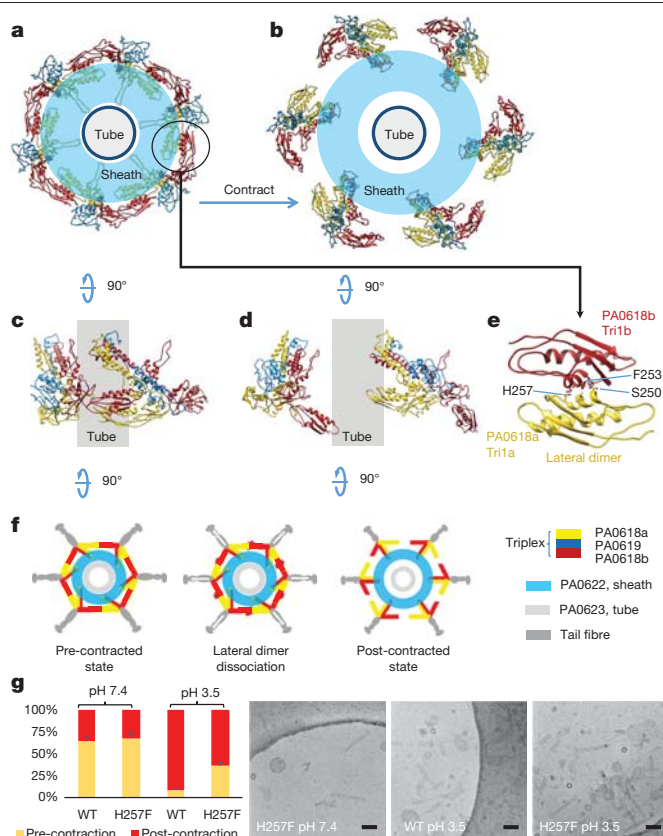 a
b
Tube
Sheath
Tube
Sheath
Contract
90°
90°
c
d
e
PA0618b
Tri1b
F253
H257
S250
PA0618a
Tri1a
Lateral dimer
Tube
Tube
90°
90°
f
Pre-contracted
state
Lateral dimer
dissociation
Post-contracted
state
Triplex
PA0618a
PA0619
PA0618b
PA0622, sheath
PA0623, tube
Tail fibre
g
pH 7.4
pH 3.5
100%
75%
50%
25%
0%
WT H257F WT H257F
Pre-contraction Post-contraction
H257F pH 7.4
WT pH 3.5
H257F pH 3.5